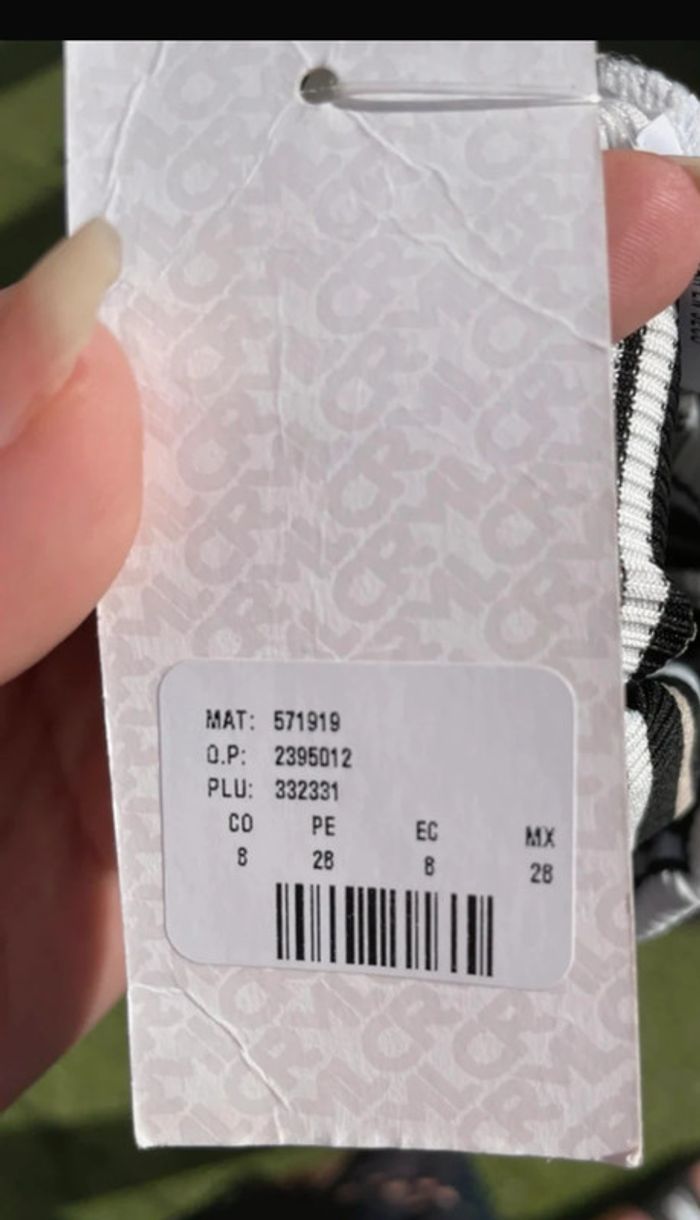 MAT: 571919
O.P: 2395012
PLU: 332331
CO PE EC MX
8 28 8 28